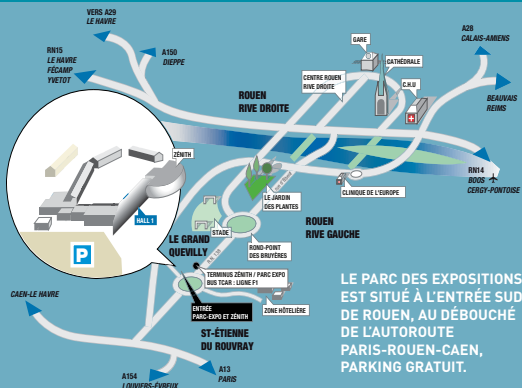 VERS A29
LE HAVRE
RN15
LE HAVRE
FÉCAMP
YVETOT
A150
DIEPPE
GARE
A28
CALAIS-AMIENS
CATHÉDRALE
CENTRE ROUEN
RIVE DROITE
C.H.U
ROUEN
RIVE DROITE
BEAUVAIS
REIMS
ZÉNITH
HALL 1
P
RN14
BOOS
CERGY-PONTOISE
CLINIQUE DE L'EUROPE
LE JARDIN
DES PLANTES
STADE
ROUEN
RIVE GAUCHE
LE GRAND
QUEVILLY
ROND-POINT
DES BRUYÈRES
TERMINUS ZÉNITH / PARC EXPO
BUS TCAR : LIGNE F1
ENTRÉE
PARC-EXPO ET ZÉNITH
ZONE HÔTELIÈRE
CAEN-LE HAVRE
ST-ÉTIENNE
DU ROUVRAY
A154
LOUVIERS-ÉVREUX
A13
PARIS
LE PARC DES EXPOSITIONS
EST SITUÉ À L'ENTRÉE SUD
DE ROUEN, AU DÉBOUCHÉ
DE L'AUTOROUTE
PARIS-ROUEN-CAEN,
PARKING GRATUIT.